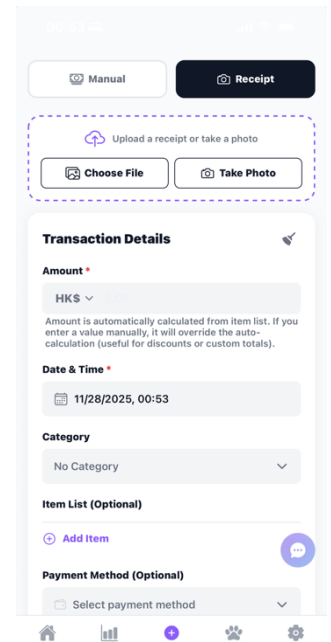 Manual
Receipt
Upload a receipt or take a photo
Choose File
Take Photo
Transaction Details
Amount *
HK$
Amount is automatically calculated from item list. If you
enter a value manually, it will override the auto-
calculation (useful for discounts or custom totals).
Date & Time *
11/28/2025, 00:53
Category
No Category
Item List (Optional)
Add Item
Payment Method (Optional)
Select payment method